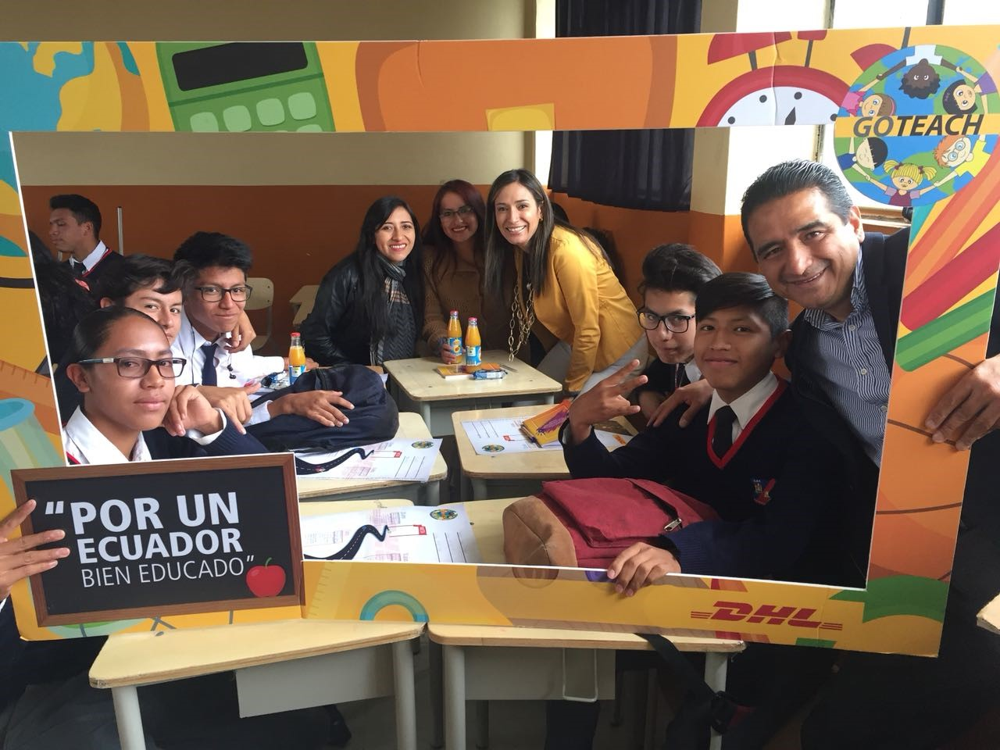 GOTEACH
"POR UN
ECUADOR
BIEN EDUCADO"
DHL